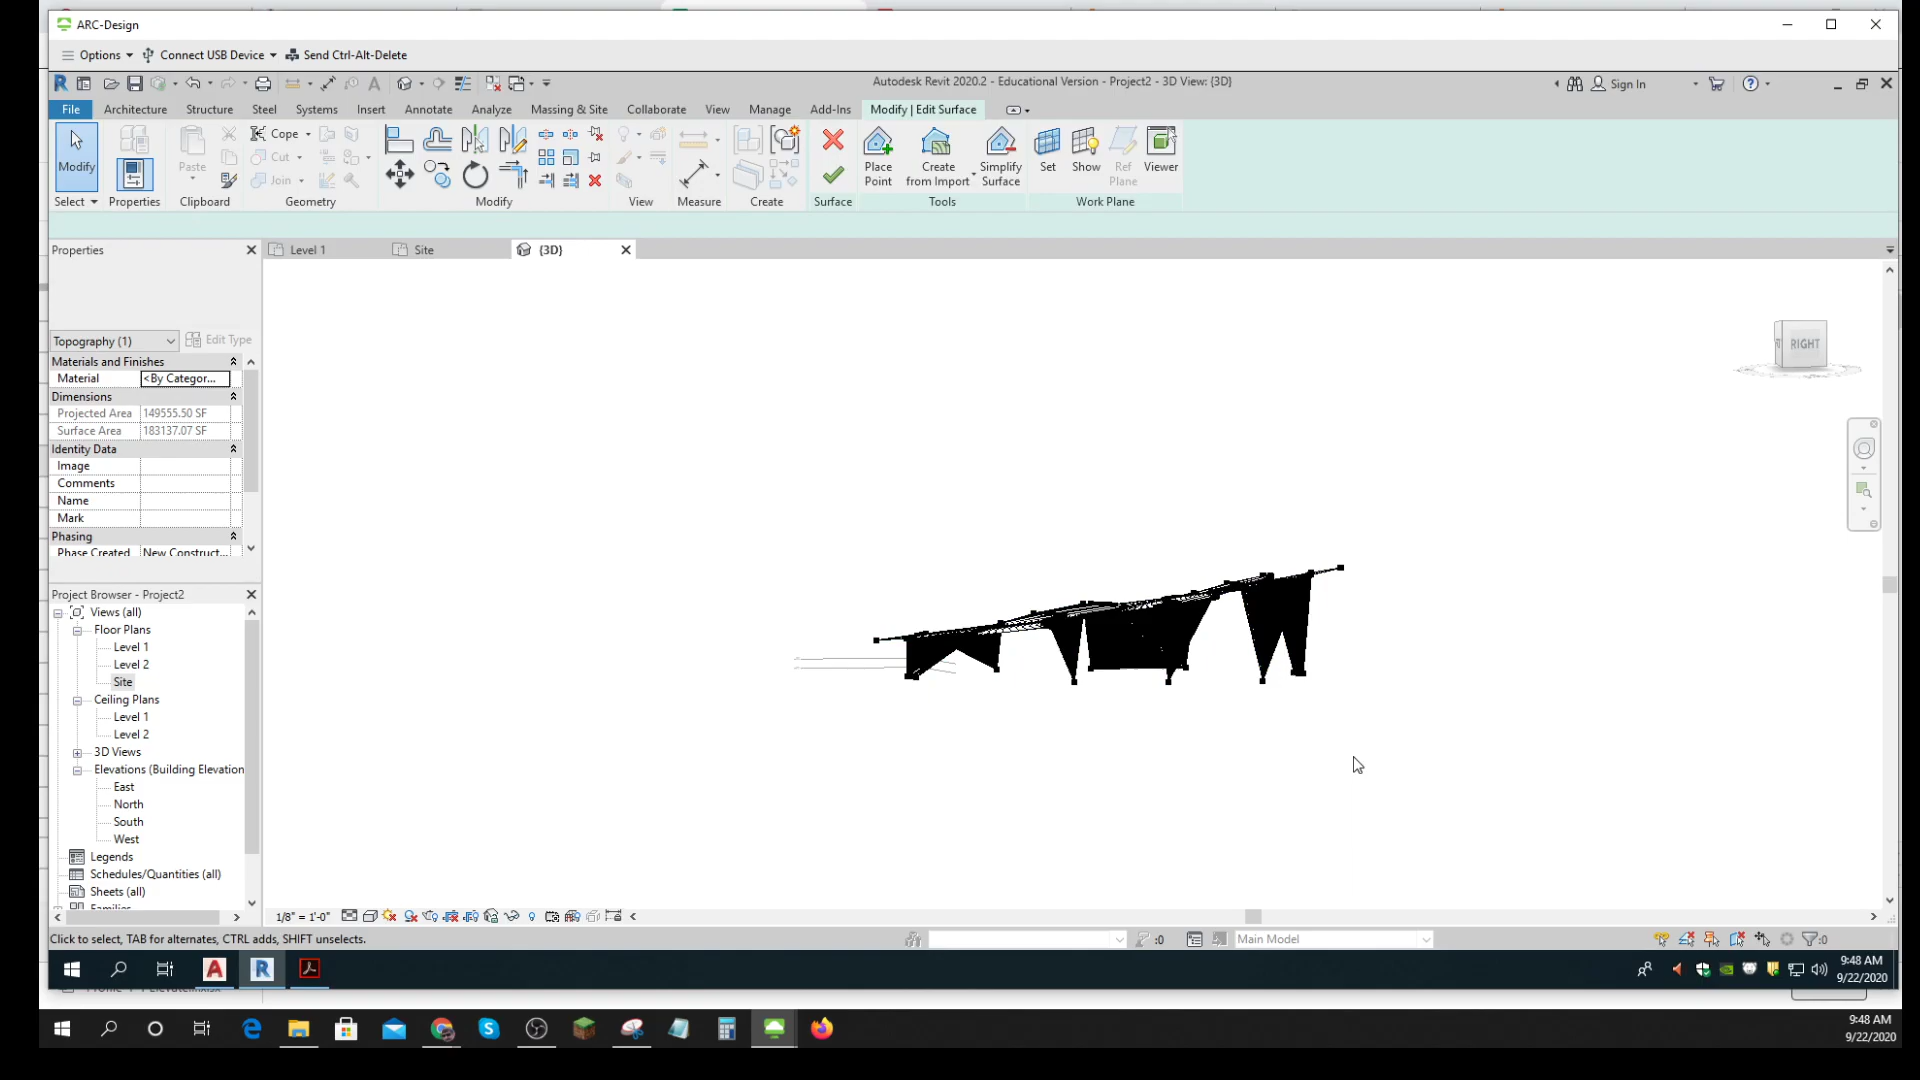 ARC-Design
Options Connect USB Device Send Ctrl-Alt-Delete
Autodesk Revit 2020.2 - Educational Version - Project2 - 3D View: {3D}
Sign In
File Architecture Structure Steel Systems Insert Annotate Analyze Massing & Site Collaborate View Manage Add-Ins Modify | Edit Surface
Cope
Cut
Join
Modify
Paste
Place Point
Create from Import
Simplify Surface
Set
Show
Ref Plane
Viewer
Select Properties Clipboard Geometry Modify View Measure Create Surface Tools Work Plane
Properties
Level 1 Site {3D}
RIGHT
Topography (1) Edit Type
Materials and Finishes
Material <By Categor...
Dimensions
Projected Area 149555.50 SF
Surface Area 183137.07 SF
Identity Data
Image
Comments
Name
Mark
Phasing
Phase Created New Construct...
Project Browser - Project2
Views (all)
Floor Plans
Level 1
Level 2
Site
Ceiling Plans
Level 1
Level 2
3D Views
Elevations (Building Elevation
East
North
South
West
Legends
Schedules/Quantities (all)
Sheets (all)
Families
1/8" = 1'-0"
Click to select, TAB for alternates, CTRL adds, SHIFT unselects.
:0
Main Model
:0
9:48 AM
9/22/2020
9:48 AM
9/22/2020